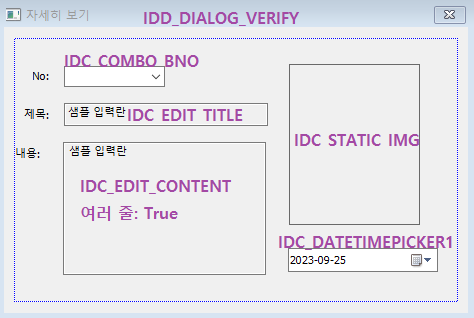 자세히 보기
IDD_DIALOG_VERIFY
IDC_COMBO_BNO
No:
제목:
샘플 입력란
IDC_EDIT_TITLE
IDC_STATIC_IMG
내용:
샘플 입력란
IDC_EDIT_CONTENT
여러 줄: True
IDC_DATETIMEPICKER1
2023-09-25